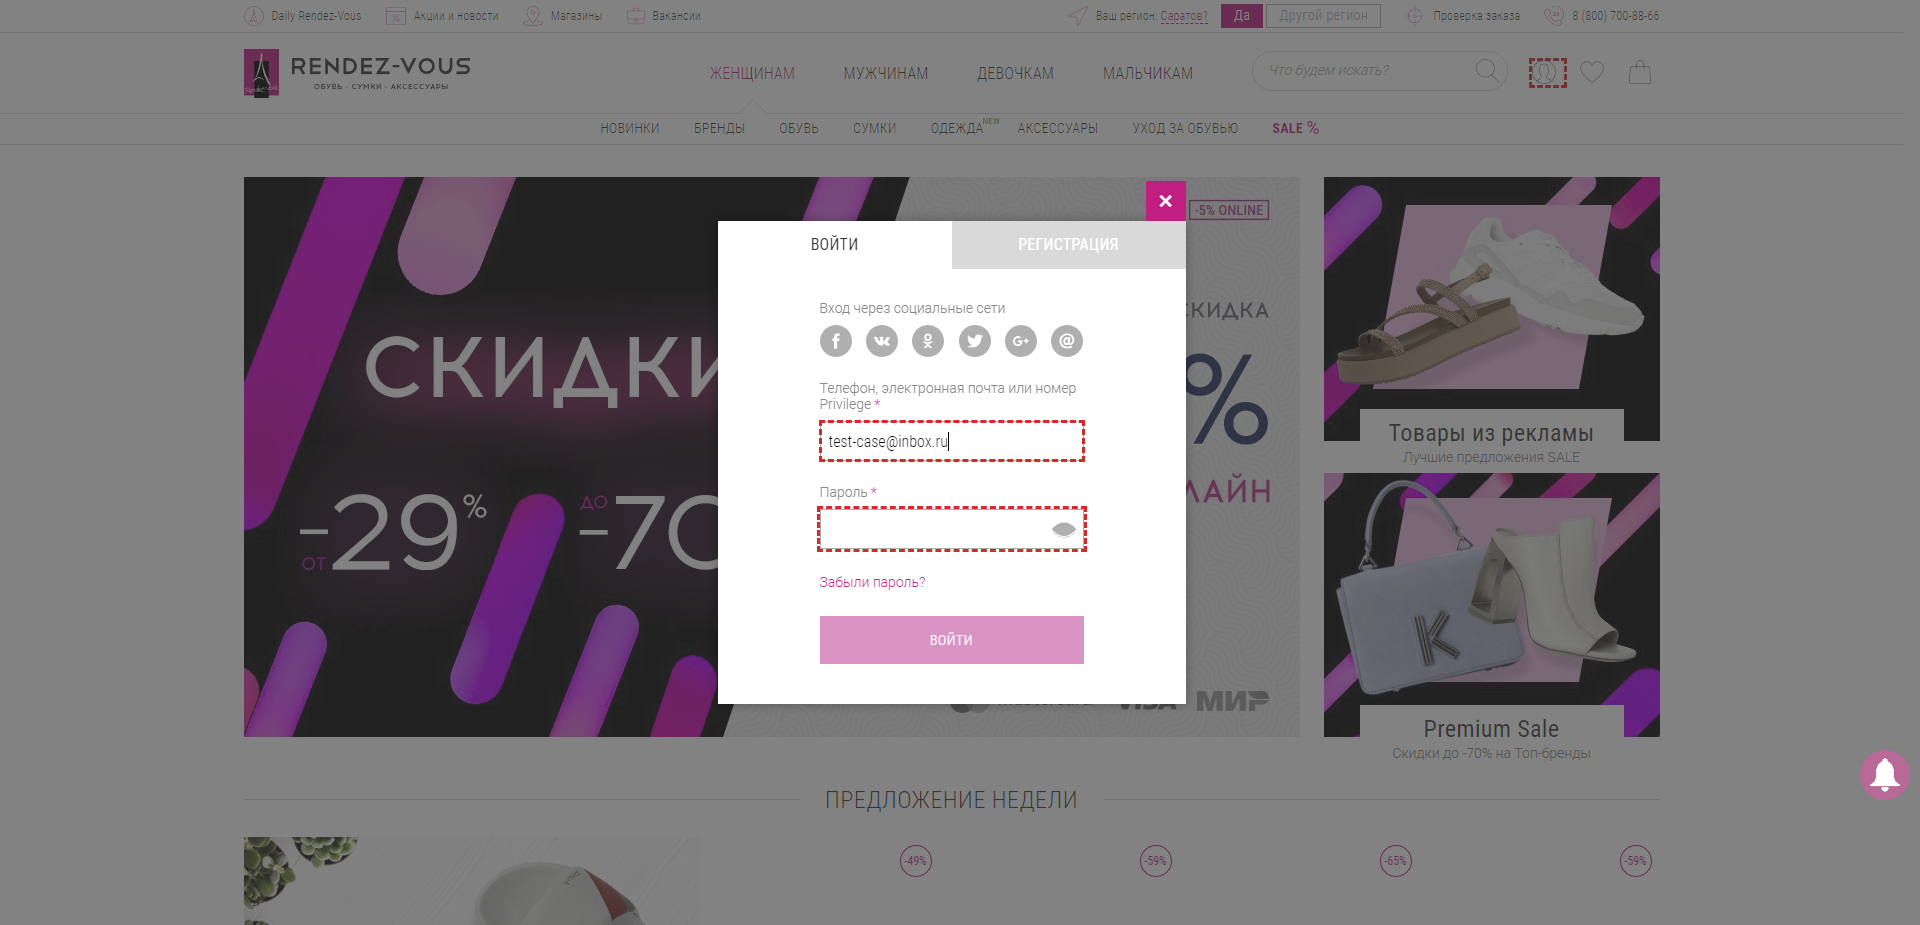 Daily Rendez-Vous
Акции и новости
Магазины
Вакансии
Ваш регион: Саратов?
Да
Другой регион
Проверка заказа
8 (800) 700-88-66
RENDEZ-VOUS
ОБУВЬ · СУМКИ · АКСЕССУАРЫ
ЖЕНЩИНАМ
МУЖЧИНАМ
ДЕВОЧКАМ
МАЛЬЧИКАМ
Что будем искать?
НОВИНКИ
БРЕНДЫ
ОБУВЬ
СУМКИ
ОДЕЖДА NEW
АКСЕССУАРЫ
УХОД ЗА ОБУВЬЮ
SALE %
СКИДКИ
ОТ -29%
ДО -70
-5% ONLINE
СКИДКА
%
ЛАЙН
VISA
МИР
ВОЙТИ
РЕГИСТРАЦИЯ
Вход через социальные сети
Телефон, электронная почта или номер
Privilege *
test-case@inbox.ru
Пароль *
Забыли пароль?
ВОЙТИ
Товары из рекламы
Лучшие предложения SALE
K
Premium Sale
Скидки до -70% на Топ-бренды
ПРЕДЛОЖЕНИЕ НЕДЕЛИ
-49%
-59%
-65%
-59%